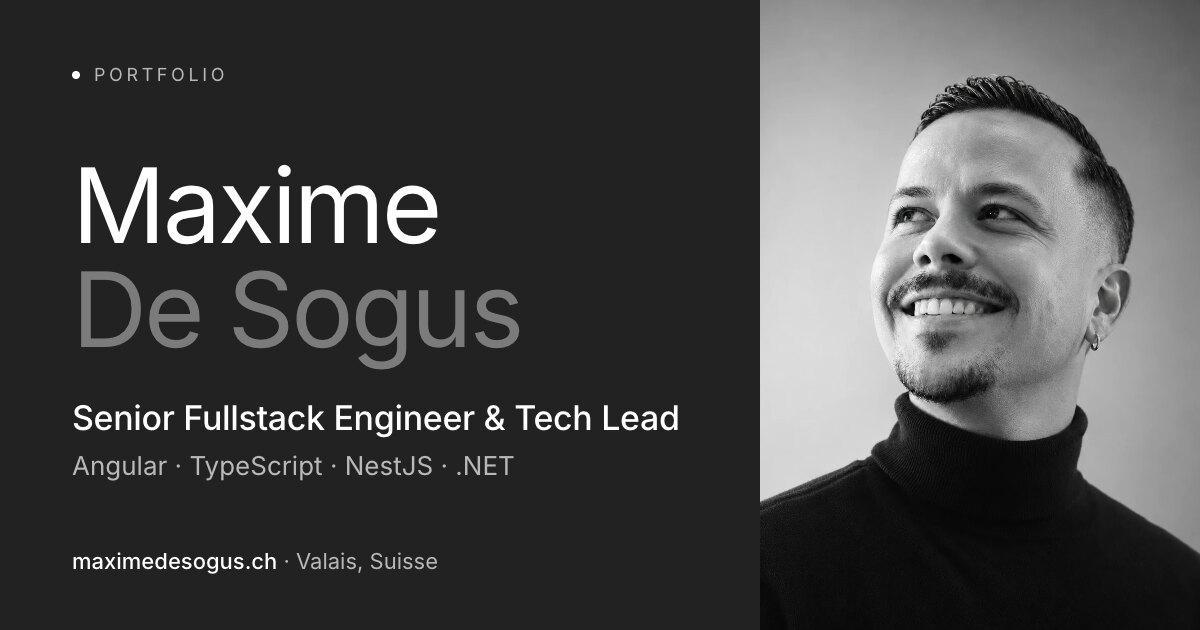 PORTFOLIO
Maxime
De Sogus
Senior Fullstack Engineer & Tech Lead
Angular · TypeScript · NestJS · .NET
maximedesogus.ch · Valais, Suisse